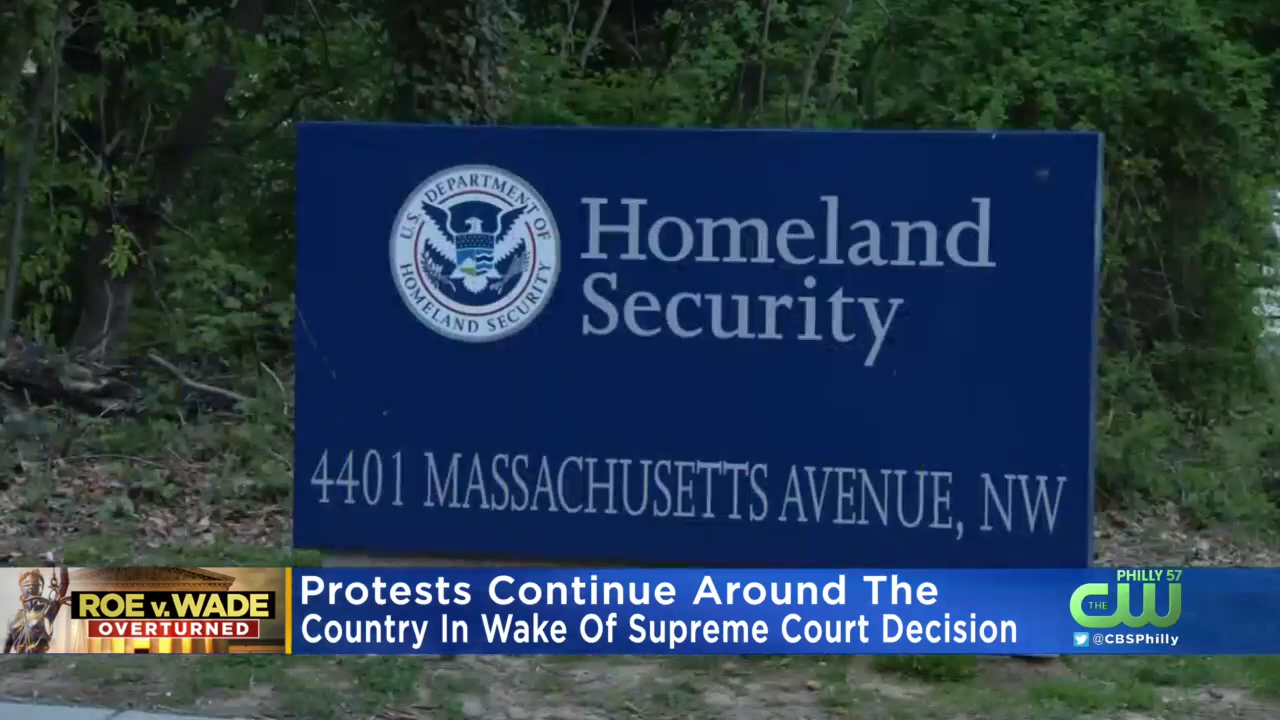 U.S. DEPARTMENT OF
HOMELAND SECURITY
Homeland
Security
4401 MASSACHUSETTS AVENUE, NW
ROE v. WADE
OVERTURNED
Protests Continue Around The
Country In Wake Of Supreme Court Decision
PHILLY 57
THE CW
@CBSPhilly